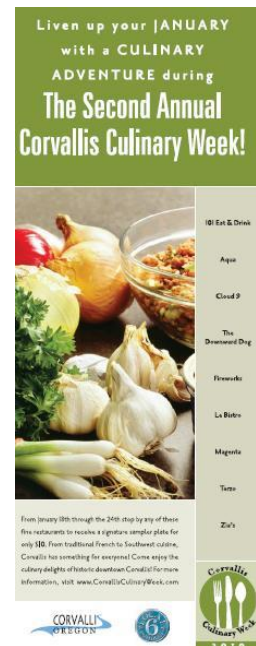 Liven up your JANUARY
with a CULINARY
ADVENTURE during
The Second Annual
Corvallis Culinary Week!
101 Eat & Drink
Aqua
Cloud 9
The
Downward Dog
Fireworks
Le Bistro
Magenta
Terzo
Zia's
From January 18th through the 24th stop by any of these
fine restaurants to receive a signature sampler plate for
only $10. From traditional French to Southwest cuisine,
Corvallis has something for everyone! Come enjoy the
culinary delights of historic downtown Corvallis! For more
information, visit www.CorvallisCulinaryWeek.com
CORVALLIS
OREGON
6
Corvallis
Culinary Week